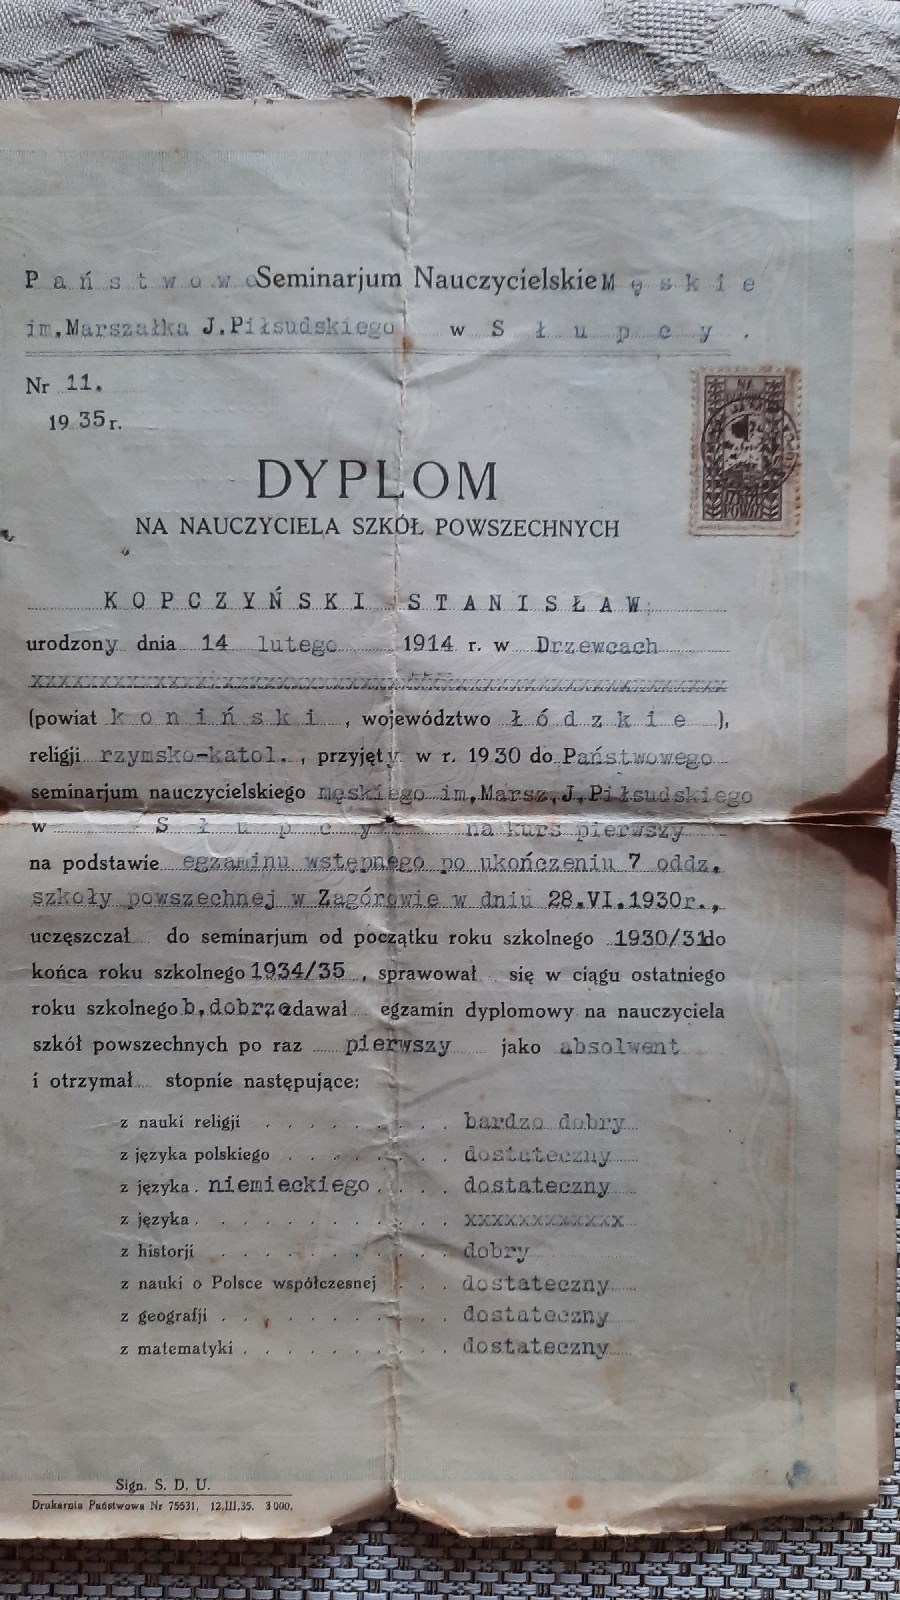 Państwowe Seminarjum Nauczycielskie Męskie
im.Marszałka J.Piłsudskiego w Słupcy.
Nr 11.
1935 r.
NA
DYPLOM
NA NAUCZYCIELA SZKÓŁ POWSZECHNYCH
KOPCZYŃSKI STANISŁAW
urodzony dnia 14 lutego 1914 r. w Drzewcach
xxxxxxxxxxxxxxxxxxxxxxxxxxxxxxxxxxxxxxxxxxxxxxxxxxxx
(powiat koniński, województwo łódzkie),
religji rzymsko-katol., przyjęty w r. 1930 do Państwowego
seminarjum nauczycielskiego męskiego im.Marsz.J.Piłsudskiego
w Słupcy na kurs pierwszy
na podstawie egzaminu wstępnego po ukończeniu 7 oddz.
szkoły powszechnej w Zagórowie w dniu 28.VI.1930r.,
uczęszczał do seminarjum od początku roku szkolnego 1930/31 do
końca roku szkolnego 1934/35, sprawował się w ciągu ostatniego
roku szkolnego b.dobrze zdawał egzamin dyplomowy na nauczyciela
szkół powszechnych po raz pierwszy jako absolwent
i otrzymał stopnie następujące:
z nauki religji . . . . . . . . . bardzo dobry
z języka polskiego . . . . . . . . dostateczny
z języka niemieckiego . . . . dostateczny
z języka . . . . . . . . . . . . xxxxxxxxxxxx
z historji . . . . . . . . . . dobry
z nauki o Polsce współczesnej . . . dostateczny
z geografji . . . . . . . . . . dostateczny
z matematyki . . . . . . . . . . dostateczny
Sign. S. D. U.
Drukarnia Państwowa Nr 75531, 12.III.35. 3 000.